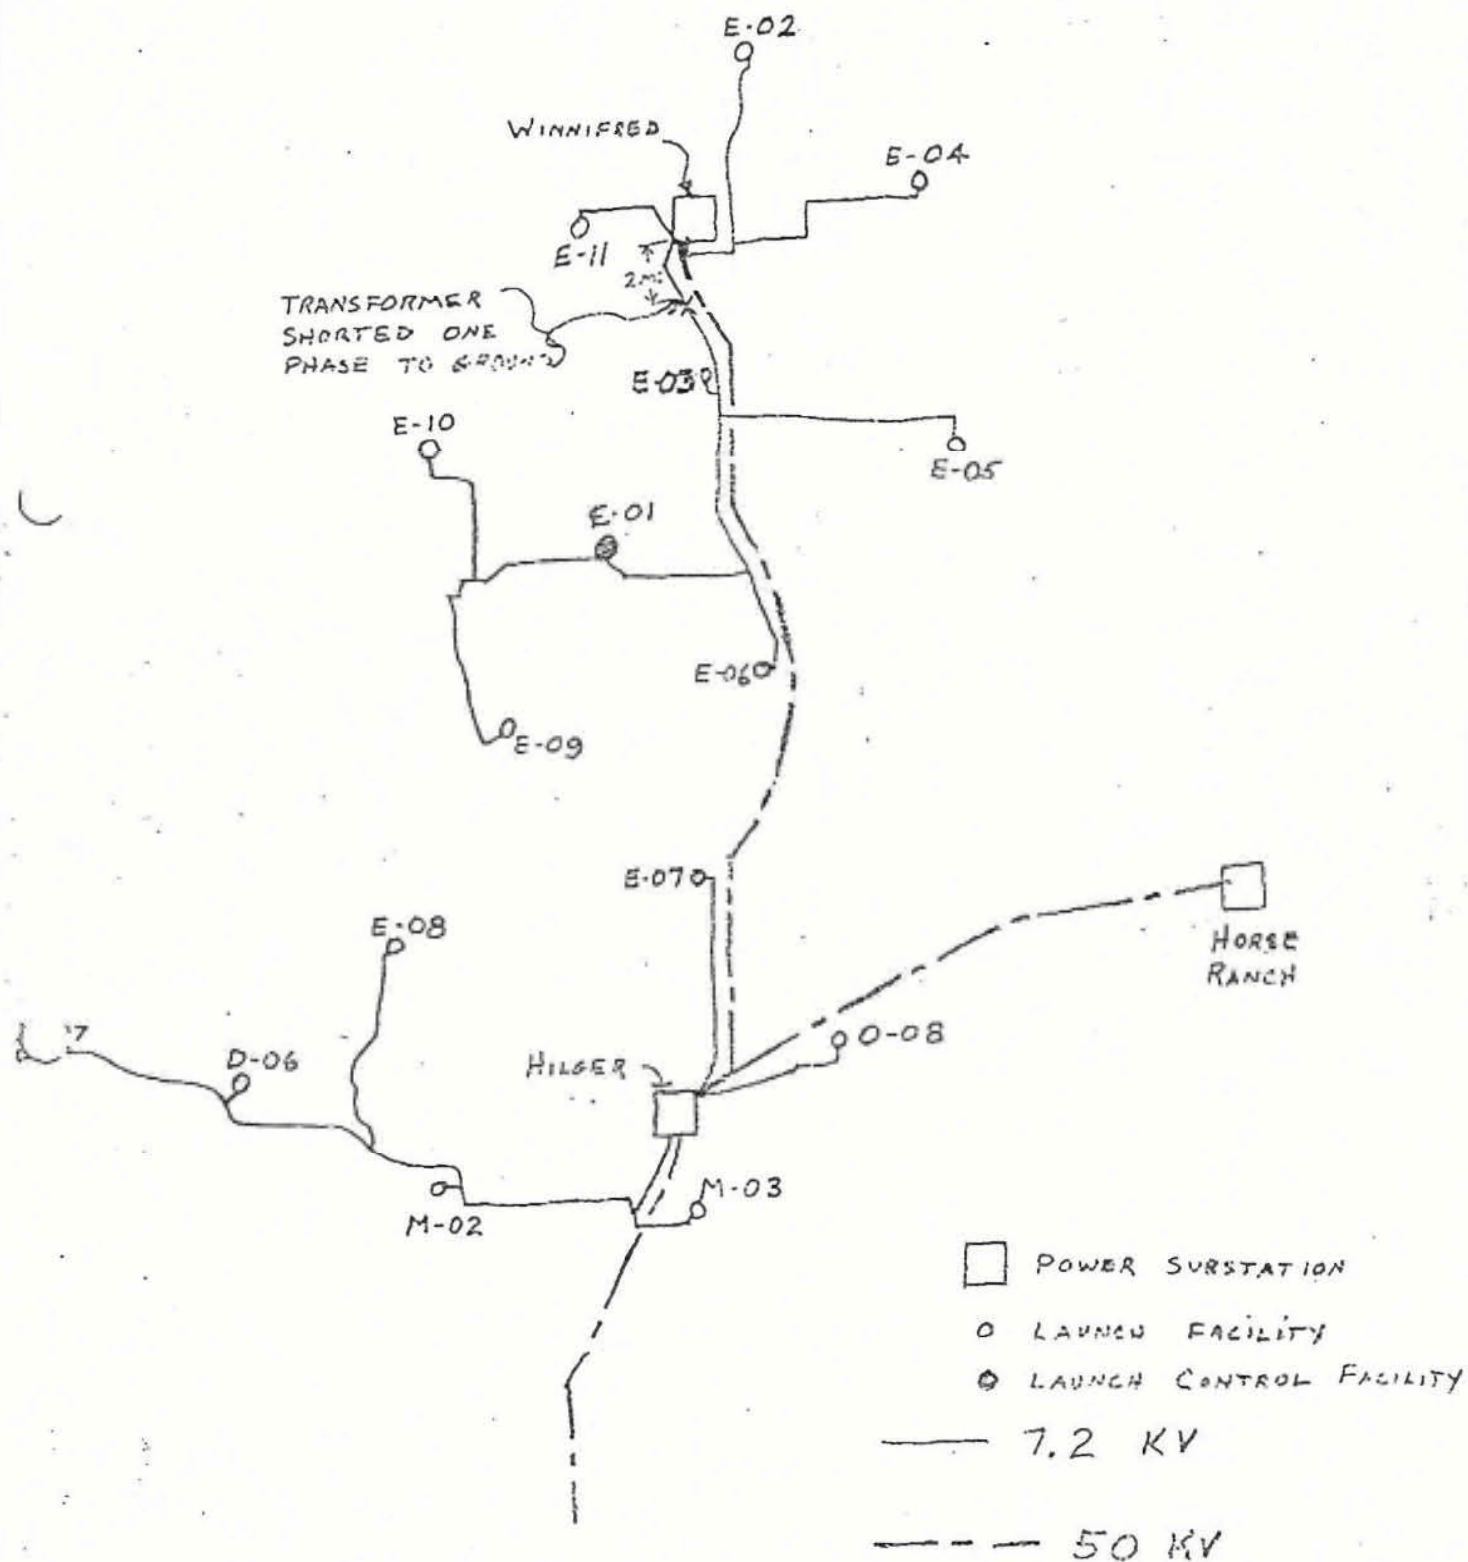 E-02
WINNIFRED
E-04
E-11
2 MI
TRANSFORMER
SHORTED ONE
PHASE TO GROUND
E-03
E-10
E-05
E-01
E-06
E-09
E-07
HORSE
RANCH
E-08
O-08
7
D-06
HILGER
M-03
M-02
POWER SUBSTATION
LAUNCH FACILITY
LAUNCH CONTROL FACILITY
7.2 KV
50 KV